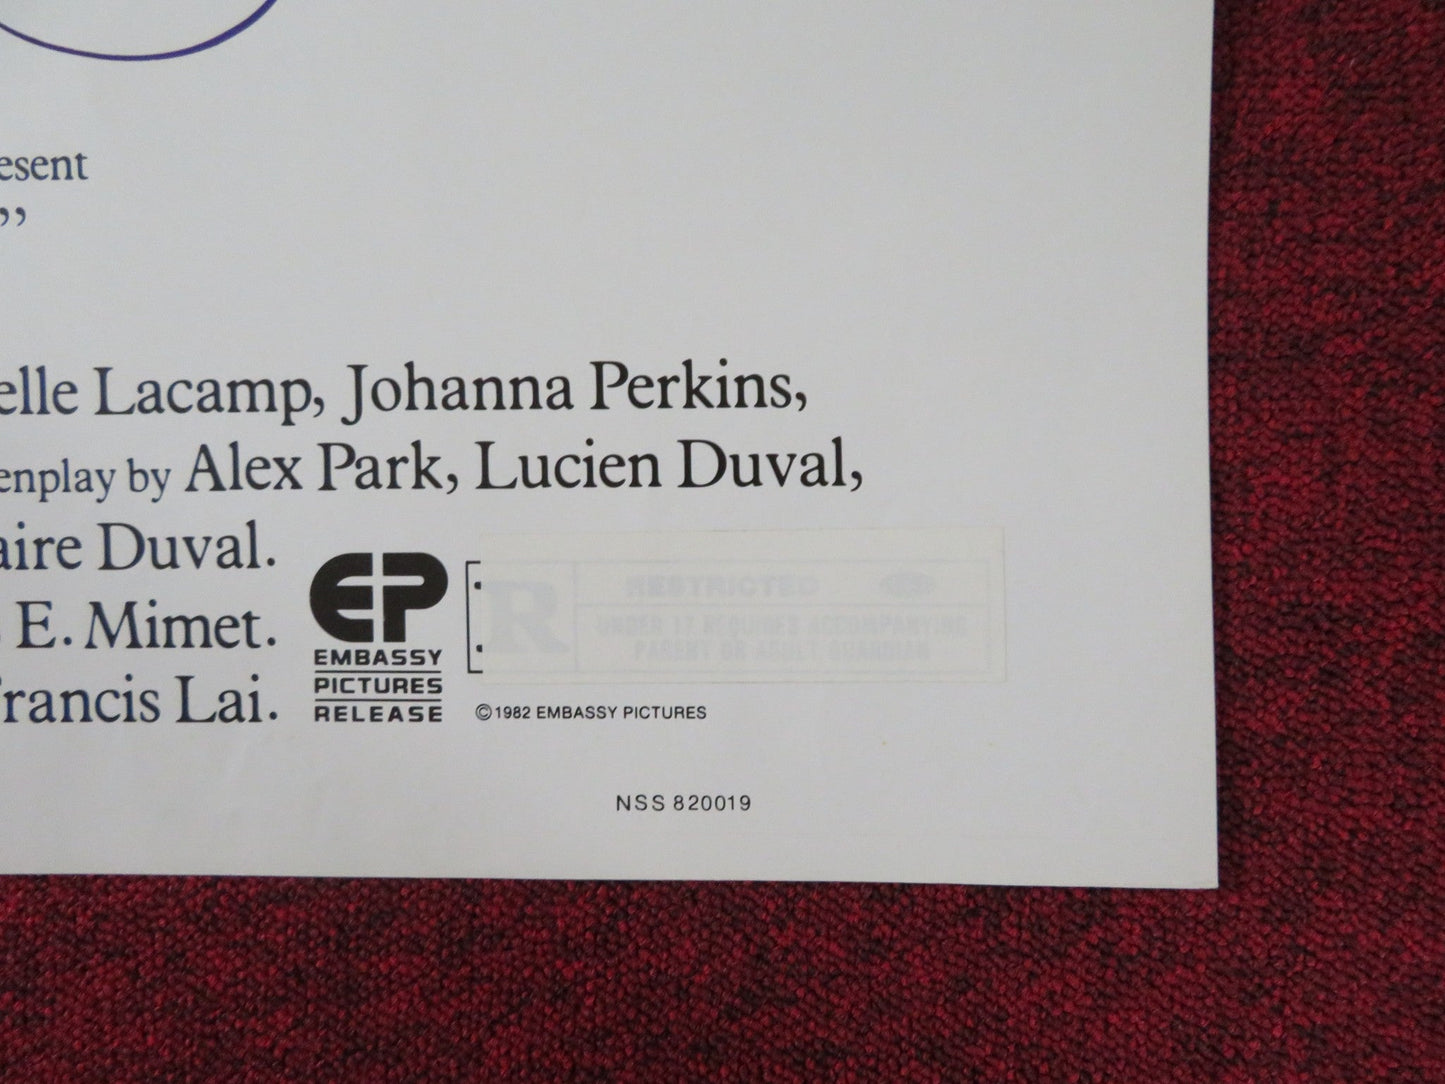 esent
”
elle Lacamp, Johanna Perkins,
enplay by Alex Park, Lucien Duval,
aire Duval.
E. Mimet.
rancis Lai.
EP
EMBASSY
PICTURES
RELEASE
R
RESTRICTED
UNDER 17 REQUIRES ACCOMPANYING
PARENT OR ADULT GUARDIAN
©1982 EMBASSY PICTURES
NSS 820019